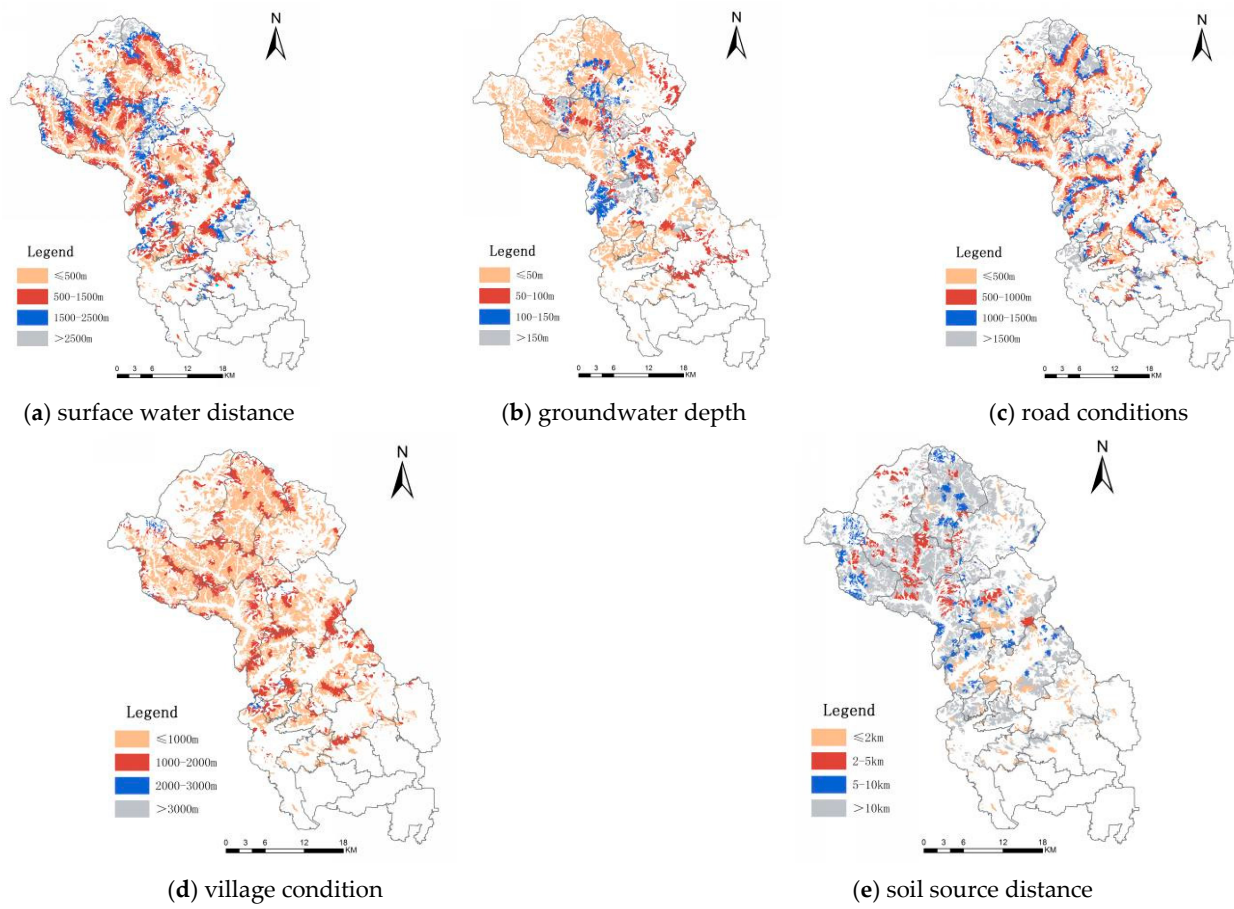 N
Legend
≤500m
500-1500m
1500-2500m
>2500m
0 3 6 12 18
KM
(a) surface water distance
N
Legend
≤50m
50-100m
100-150m
>150m
0 3 6 12 18
KM
(b) groundwater depth
N
Legend
≤500m
500-1000m
1000-1500m
>1500m
0 3 6 12 18
KM
(c) road conditions
N
Legend
≤1000m
1000-2000m
2000-3000m
>3000m
0 3 6 12 18
KM
(d) village condition
N
Legend
≤2km
2-5km
5-10km
>10km
0 3 6 12 18
KM
(e) soil source distance